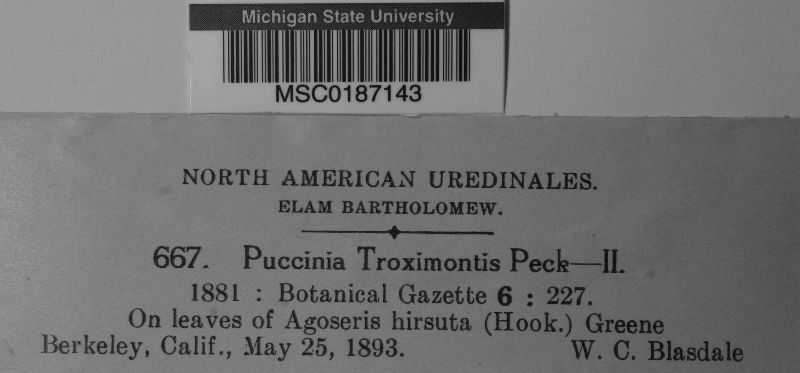 Michigan State University
MSC0187143
NORTH AMERICAN UREDINALES.
ELAM BARTHOLOMEW.
667. Puccinia Troximontis Peck—II.
1881 : Botanical Gazette 6 : 227.
On leaves of Agoseris hirsuta (Hook.) Greene
Berkeley, Calif., May 25, 1893. W. C. Blasdale